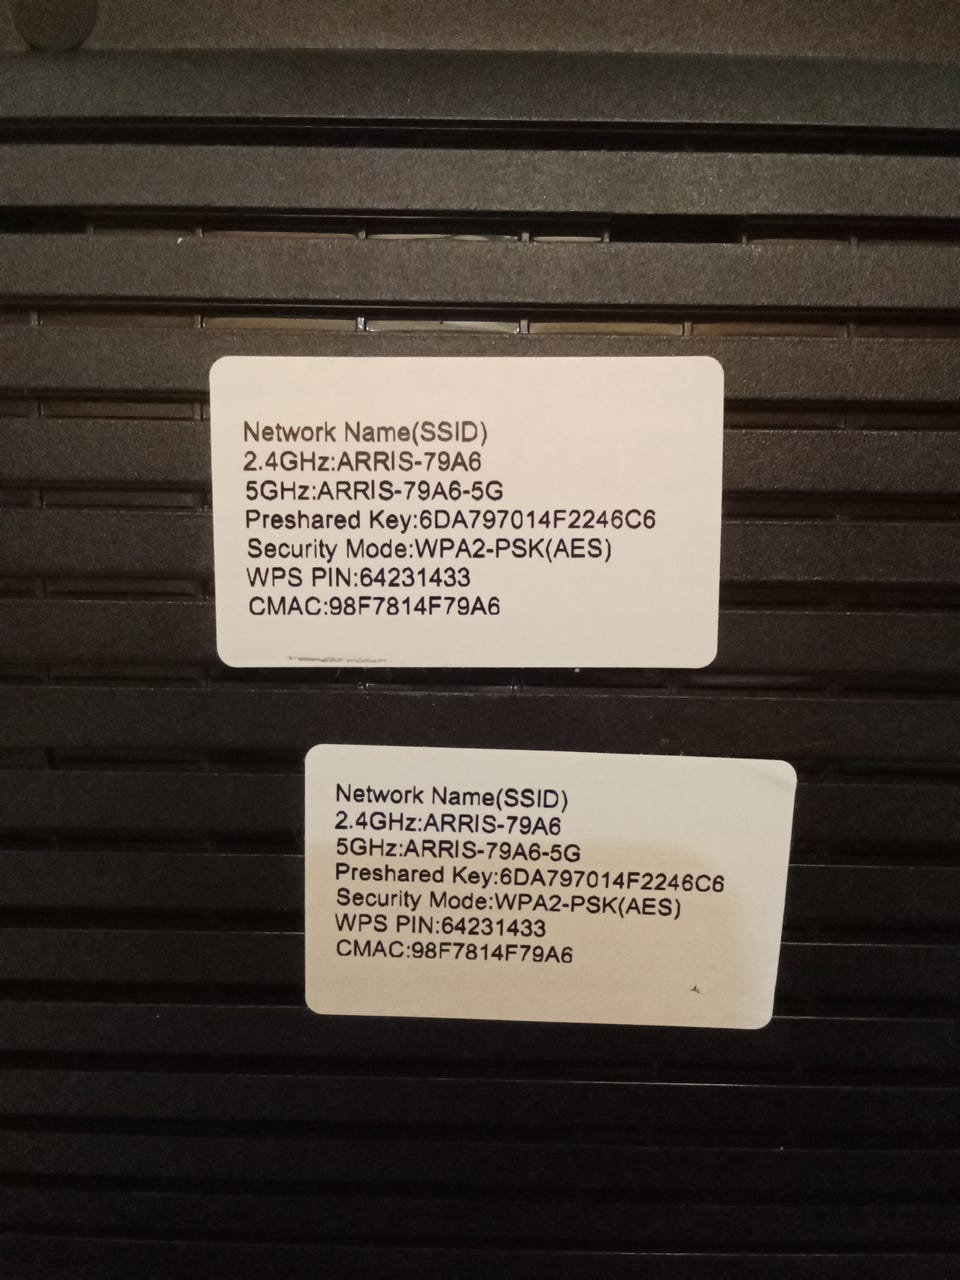 Network Name(SSID)
2.4GHz:ARRIS-79A6
5GHz:ARRIS-79A6-5G
Preshared Key:6DA797014F2246C6
Security Mode:WPA2-PSK(AES)
WPS PIN:64231433
CMAC:98F7814F79A6
Network Name(SSID)
2.4GHz:ARRIS-79A6
5GHz:ARRIS-79A6-5G
Preshared Key:6DA797014F2246C6
Security Mode:WPA2-PSK(AES)
WPS PIN:64231433
CMAC:98F7814F79A6